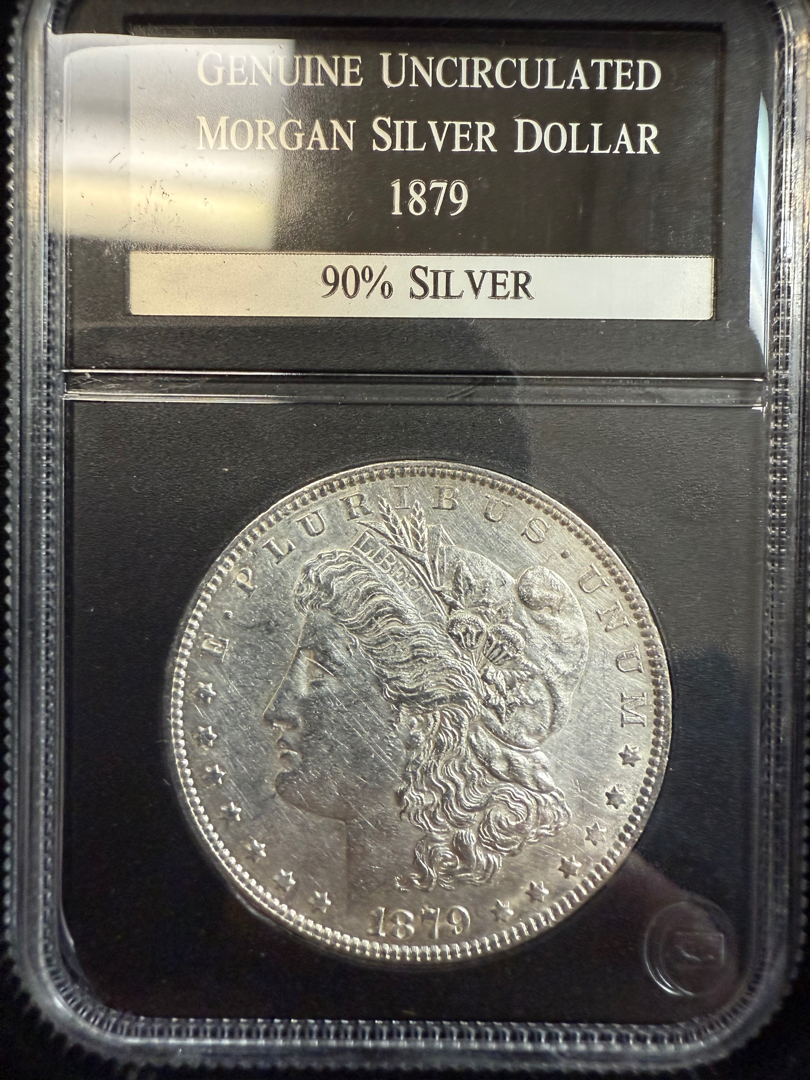 GENUINE UNCIRCULATED
MORGAN SILVER DOLLAR
1879
90% SILVER
E · PLURIBUS · UNUM
LIBERTY
1879